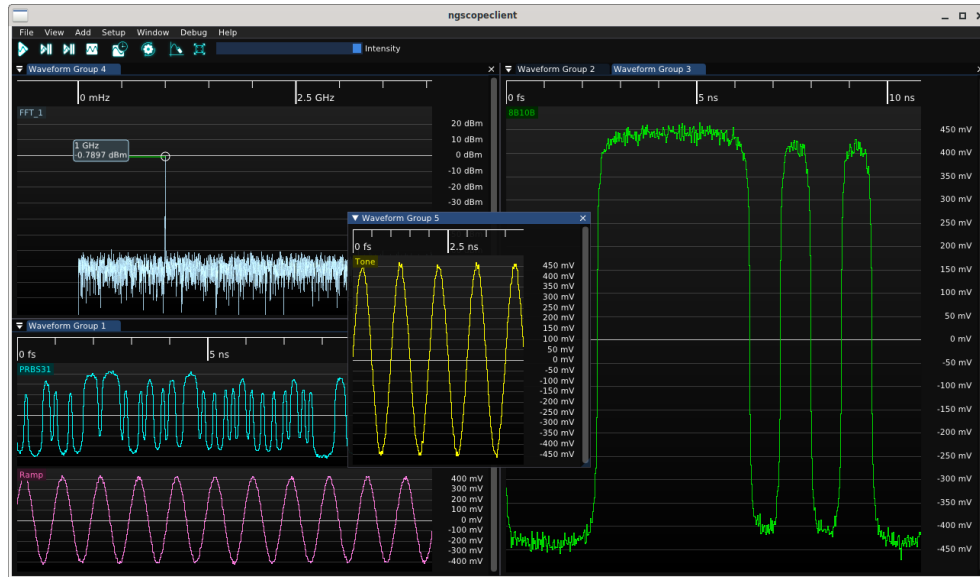 ngscopeclient
File View Add Setup Window Debug Help
Intensity
Waveform Group 4
0 mHz 2.5 GHz
FFT_1
20 dBm
10 dBm
0 dBm
-10 dBm
-20 dBm
-30 dBm
1 GHz
-0.7897 dBm
Waveform Group 1
0 fs 5 ns
PRBS31
Ramp
400 mV
300 mV
200 mV
100 mV
0 mV
-100 mV
-200 mV
-300 mV
-400 mV
Waveform Group 5
0 fs 2.5 ns
Tone
450 mV
400 mV
350 mV
300 mV
250 mV
200 mV
150 mV
100 mV
50 mV
0 mV
-50 mV
-100 mV
-150 mV
-200 mV
-250 mV
-300 mV
-350 mV
-400 mV
-450 mV
Waveform Group 2 Waveform Group 3
0 fs 5 ns 10 ns
8B10B
450 mV
400 mV
350 mV
300 mV
250 mV
200 mV
150 mV
100 mV
50 mV
0 mV
-50 mV
-100 mV
-150 mV
-200 mV
-250 mV
-300 mV
-350 mV
-400 mV
-450 mV